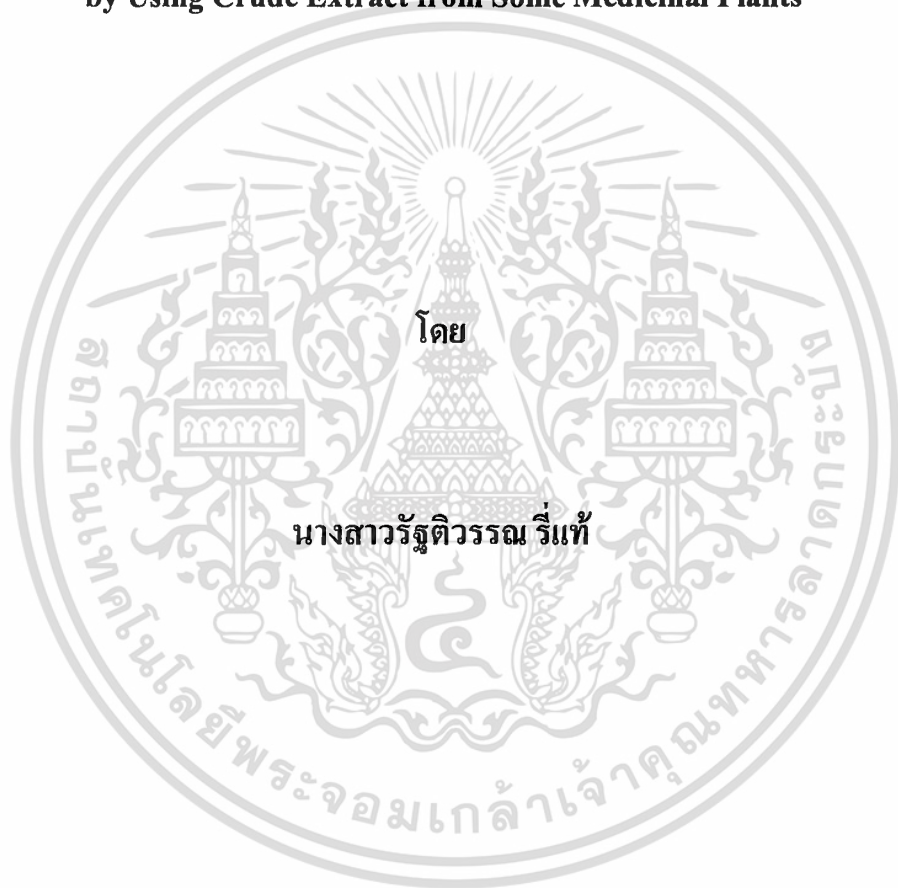 by Using Crude Extract from Some Medicinal Plants
โดย
นางสาวรัฐติวรรณ รี่แท้
สถาบันเทคโนโลยีพระจอมเกล้าเจ้าคุณทหารลาดกระบัง